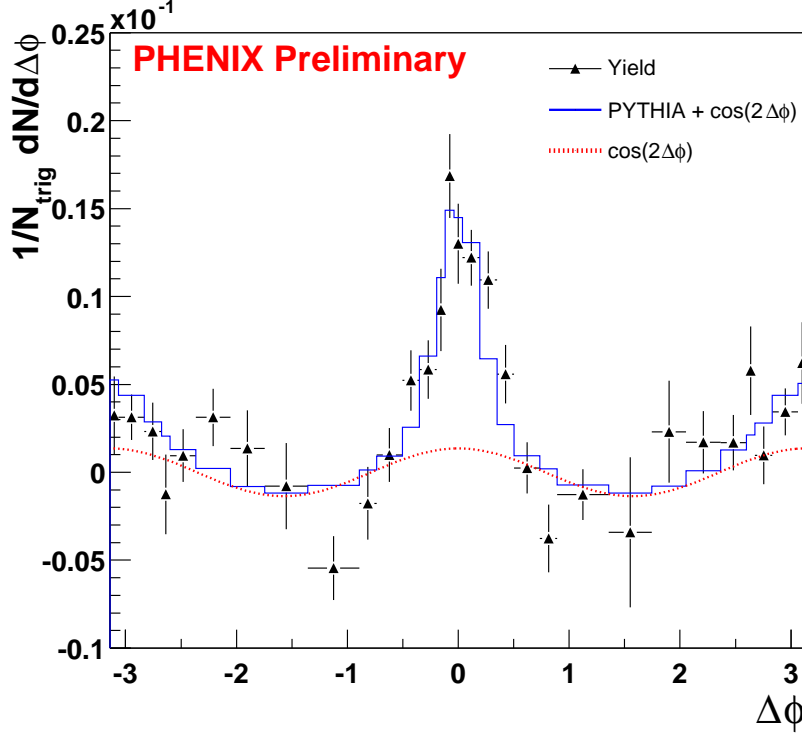 ×10⁻¹
0.25
PHENIX Preliminary
Yield
PYTHIA + cos(2Δϕ)
cos(2Δϕ)
1/N_trig dN/dΔϕ
0.2
0.15
0.1
0.05
0
-0.05
-0.1
-3 -2 -1 0 1 2 3
Δϕ